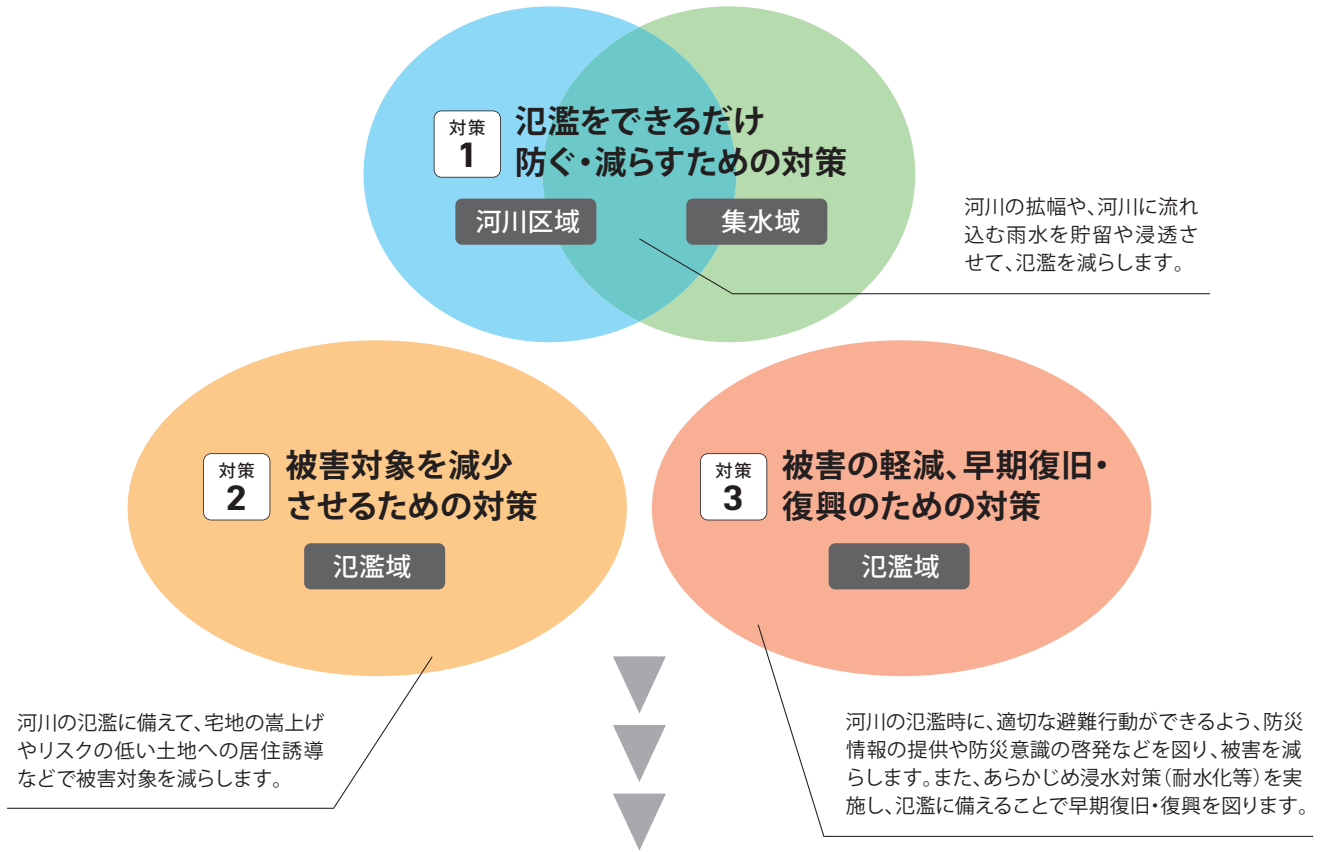 対策
1
氾濫をできるだけ
防ぐ・減らすための対策
河川区域
集水域
河川の拡幅や、河川に流れ
込む雨水を貯留や浸透さ
せて、氾濫を減らします。
対策
2
被害対象を減少
させるための対策
氾濫域
対策
3
被害の軽減、早期復旧・
復興のための対策
氾濫域
河川の氾濫に備えて、宅地の嵩上げ
やリスクの低い土地への居住誘導
などで被害対象を減らします。
河川の氾濫時に、適切な避難行動ができるよう、防災
情報の提供や防災意識の啓発などを図り、被害を減
らします。また、あらかじめ浸水対策（耐水化等）を実
施し、氾濫に備えることで早期復旧・復興を図ります。